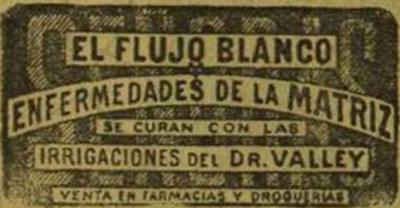 EL FLUJO BLANCO
Y
ENFERMEDADES DE LA MATRIZ
SE CURAN CON LAS
IRRIGACIONES DEL DR. VALLEY
VENTA EN FARMACIAS Y DROGUERIAS